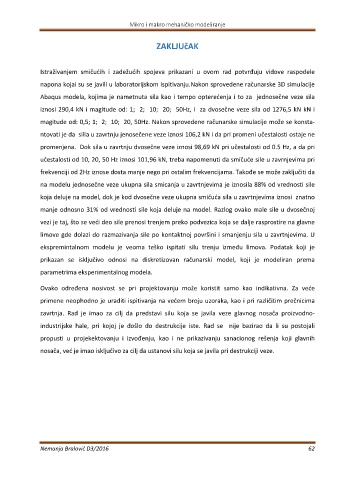 Mikro i makro mehaničko modeliranje
ZAKLJUčAK
Istraživanjem smičućih i zadežučih spojeva prikazani u ovom rad potvrđuju vidove raspodele
napona kojai su se javili u laboratorijskom ispitivanju.Nakon sprovedene računarske 3D simulacije
Abaqus modela, kojima je nametnuta sila kao i tempo opterećenja i to za jednosečne veze sila
iznosi 290,4 kN i magitude od: 1; 2; 10; 20; 50Hz, i za dvosečne veze sila od 1276,5 kN kN i
magitude od: 0,5; 1; 2; 10; 20, 50Hz. Nakon sprovedene računarske simulacije može se konsta-
ntovati je da silla u zavrtnju jenosečene veze iznosi 106,2 kN i da pri promeni učestalosti ostaje ne
promenjena. Dok sila u zavrtnju dvosečne veze iznosi 98,69 kN pri učestalosti od 0.5 Hz, a da pri
učestalosti od 10, 20, 50 Hz imosi 101,96 kN, treba napomenuti da smičuće sile u zavrnjevima pri
frekvenciji od 2Hz iznose dosta manje nego pri ostalim frekvencijama. Takođe se može zaključiti da
na modelu jednosečne veze ukupna sila smicanja u zavrtnjevima je iznosila 88% od vrednosti sile
koja deluje na model, dok je kod dvosečne veze ukupna smičuća sila u zavrtnjevima iznosi znatno
manje odnosno 31% od vrednosti sile koja deluje na model. Razlog ovako male sile u dvosečnoj
vezi je taj, što se veći deo sile prenosi trenjem preko podvezica koja se dalje rasprostire na glavne
limove gde dolazi do razmazivanja sile po kontaktnoj površini i smanjenju sila u zavrtnjevima. U
ekspremintalnom modelu je veoma teško ispitati silu trenju između limova. Podatak koji je
prikazan se isključivo odnosi na diskretizovan računarski model, koji je modeliran prema
parametrima eksperimentalnog modela.
Ovako određena nosivost se pri projektovanju može koristit samo kao indikativna. Za veće
primene neophodno je uraditi ispitivanja na većem broju uzoraka, kao i pri različitim prečnicima
zavrtnja. Rad je imao za cilj da predstavi silu koja se javila veze glavnog nosača proizvodno-
industrijske hale, pri kojoj je došlo do destrukcije iste. Rad se nije bazirao da li su postojali
propusti u projekektovanju i izvođenju, kao i ne prikazivanju sanacionog rešenja koji glavnih
nosača, već je imao isključivo za cilj da ustanovi silu koja se javila pri destrukciji veze.
Nemanja Bralović D3/2016 62